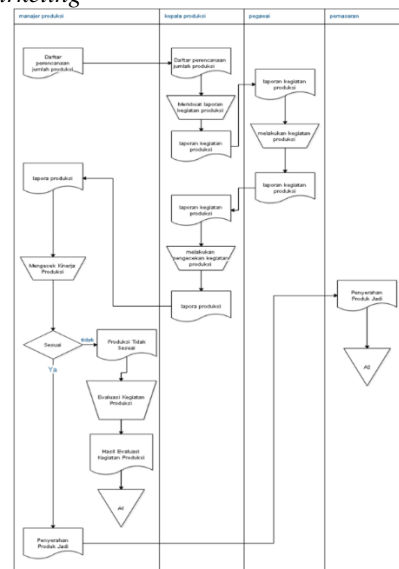 manajer produksi
kepala produksi
pegawai
pemasaran
Daftar
perencanaan
jumlah produksi
Daftar perencanaan
jumlah produksi
Membuat laporan
kegiatan produksi
laporan kegiatan
produksi
laporan kegiatan
produksi
melakukan kegiatan
produksi
laporan kegiatan
produksi
laporan kegiatan
produksi
melakukan
pengecekan kegiatan
produksi
lapora produksi
lapora produksi
Mengecek Kinerja
Produksi
Sesuai
tidak
Ya
Produksi Tidak
Sesuai
Evaluasi Kegiatan
Produksi
Hasil Evaluasi
Kegiatan Produksi
Penyerahan
Produk Jadi
Penyerahan
Produk Jadi